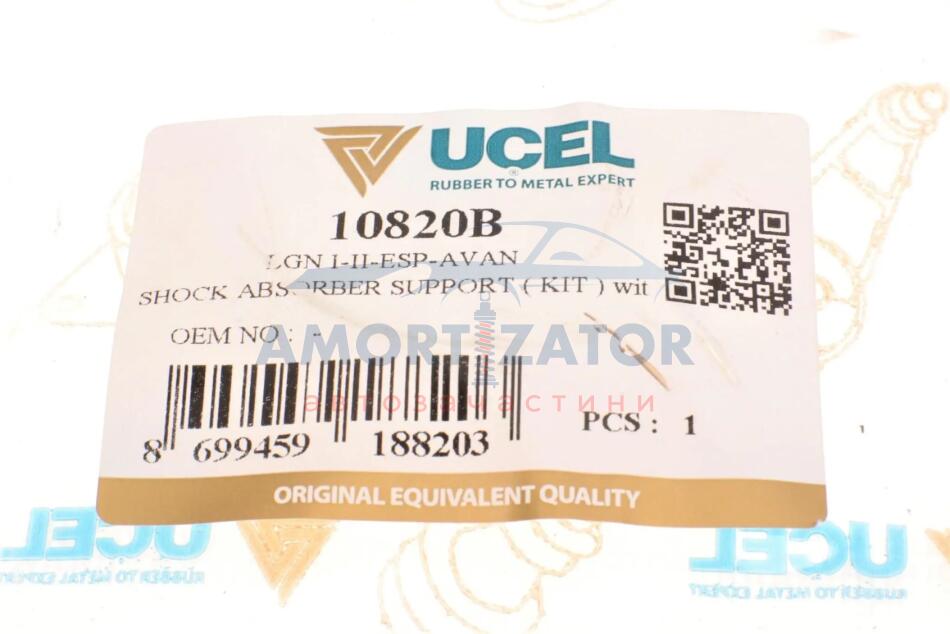 UÇEL
®
RUBBER TO METAL EXPERT
10820B
LGN I-II-ESP-AVAN
SHOCK ABSORBER SUPPORT ( KIT ) wit
OEM NO : -
AMORTIZATOR
автозапчастини
8 699459 188203
PCS : 1
ORIGINAL EQUIVALENT QUALITY
UÇEL
RUBBER TO METAL EXPERT
UÇEL
RUBBER TO METAL EXPERT